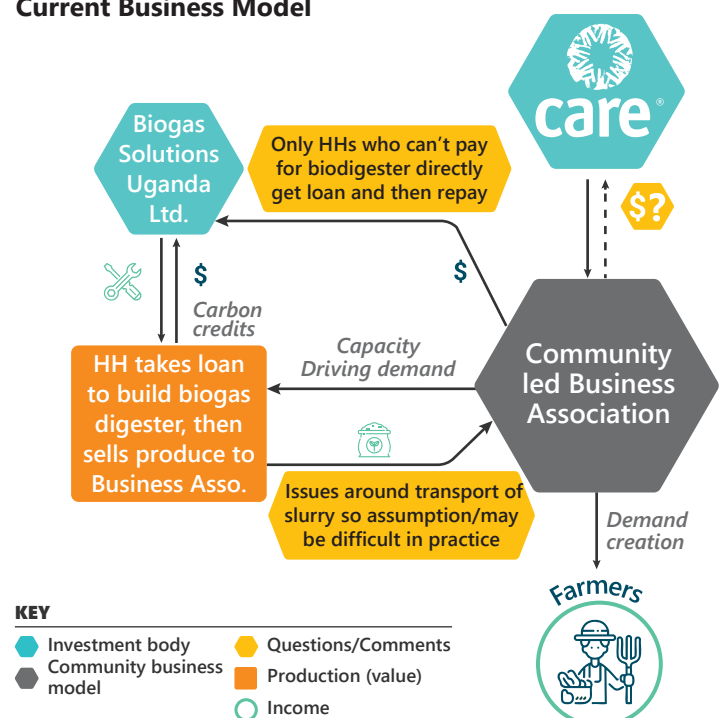 Current Business Model
care®
Biogas
Solutions
Uganda
Ltd.
Only HHs who can't pay
for biodigester directly
get loan and then repay
$?
$
$
Carbon
credits
Capacity
Driving demand
Community
led Business
Association
HH takes loan
to build biogas
digester, then
sells produce to
Business Asso.
Issues around transport of
slurry so assumption/may
be difficult in practice
Demand
creation
Farmers
KEY
Investment body
Community business
model
Questions/Comments
Production (value)
Income